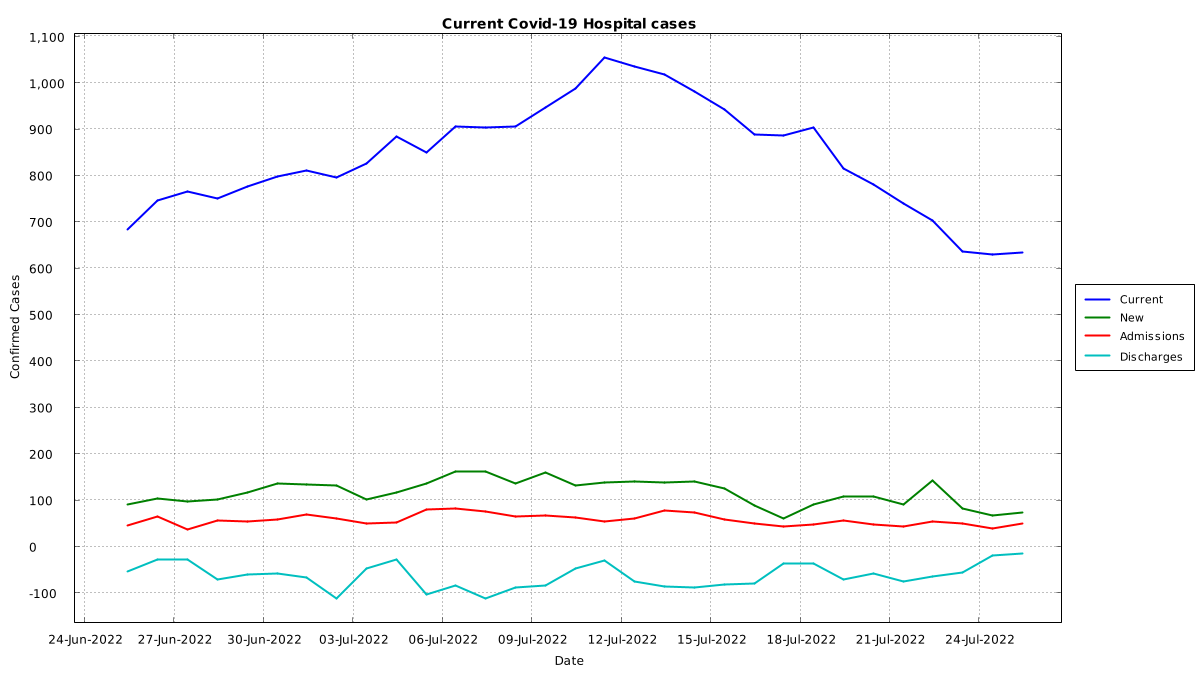 Current Covid-19 Hospital cases
1,100
1,000
900
800
700
600
500
400
300
200
100
0
-100
Confirmed Cases
24-Jun-2022 27-Jun-2022 30-Jun-2022 03-Jul-2022 06-Jul-2022 09-Jul-2022 12-Jul-2022 15-Jul-2022 18-Jul-2022 21-Jul-2022 24-Jul-2022
Date
Current
New
Admissions
Discharges